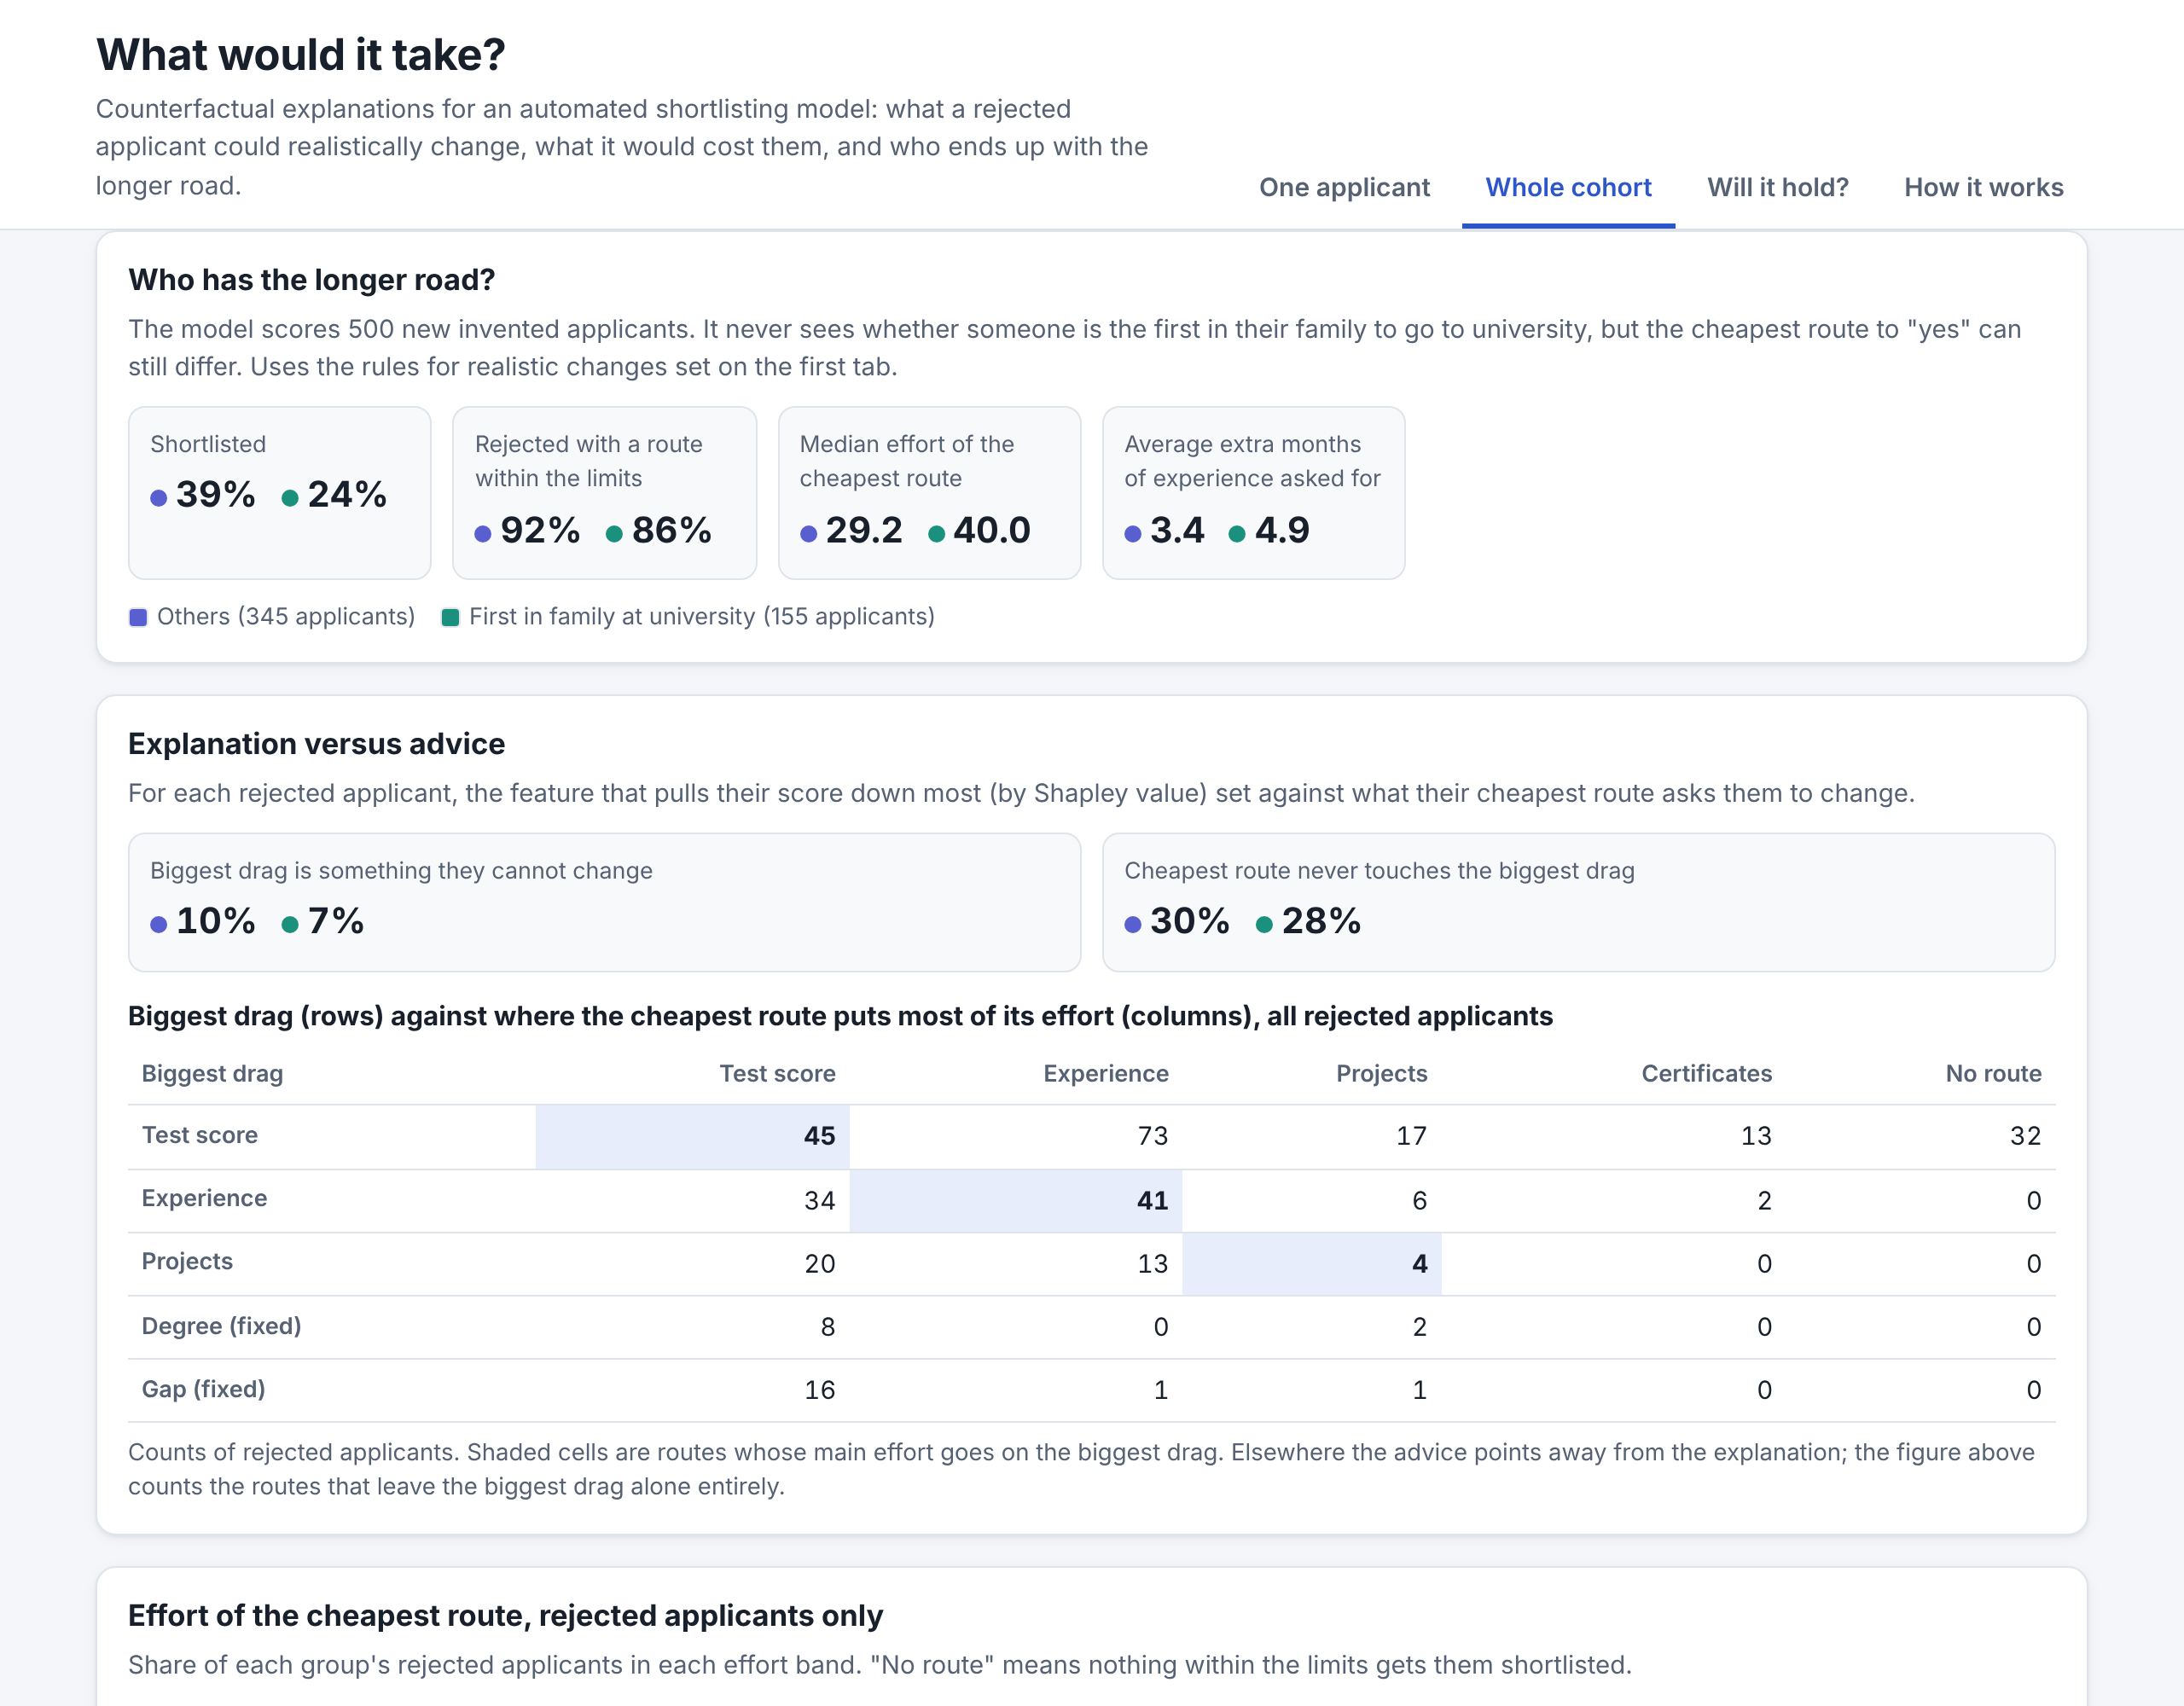 What would it take?
Counterfactual explanations for an automated shortlisting model: what a rejected
applicant could realistically change, what it would cost them, and who ends up with the
longer road.
One applicant Whole cohort Will it hold? How it works
Who has the longer road?
The model scores 500 new invented applicants. It never sees whether someone is the first in their family to go to university, but the cheapest route to "yes" can
still differ. Uses the rules for realistic changes set on the first tab.
Shortlisted
39% 24%
Rejected with a route
within the limits
92% 86%
Median effort of the
cheapest route
29.2 40.0
Average extra months
of experience asked for
3.4 4.9
Others (345 applicants) First in family at university (155 applicants)
Explanation versus advice
For each rejected applicant, the feature that pulls their score down most (by Shapley value) set against what their cheapest route asks them to change.
Biggest drag is something they cannot change
10% 7%
Cheapest route never touches the biggest drag
30% 28%
Biggest drag (rows) against where the cheapest route puts most of its effort (columns), all rejected applicants
Biggest drag Test score Experience Projects Certificates No route
Test score 45 73 17 13 32
Experience 34 41 6 2 0
Projects 20 13 4 0 0
Degree (fixed) 8 0 2 0 0
Gap (fixed) 16 1 1 0 0
Counts of rejected applicants. Shaded cells are routes whose main effort goes on the biggest drag. Elsewhere the advice points away from the explanation; the figure above
counts the routes that leave the biggest drag alone entirely.
Effort of the cheapest route, rejected applicants only
Share of each group's rejected applicants in each effort band. "No route" means nothing within the limits gets them shortlisted.